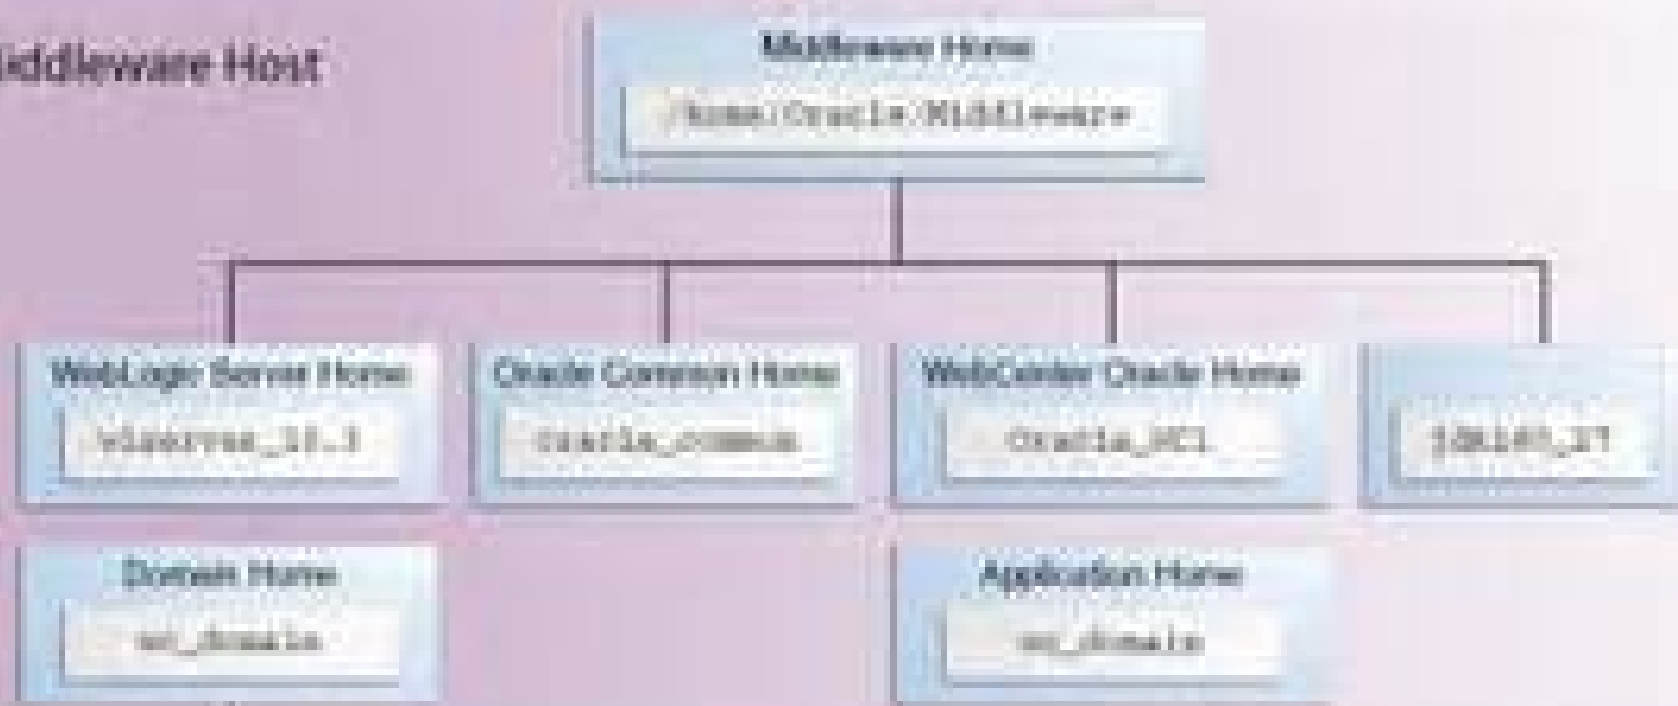 iddleware Host
Middleware Home
/home/Oracle/Middleware
WebLogic Server Home
Oracle Common Home
WebCenter Oracle Home
wlserver_10.3
oracle_common
Oracle_WC1
Domain Home
Application Home
wc_domain
wc_domain